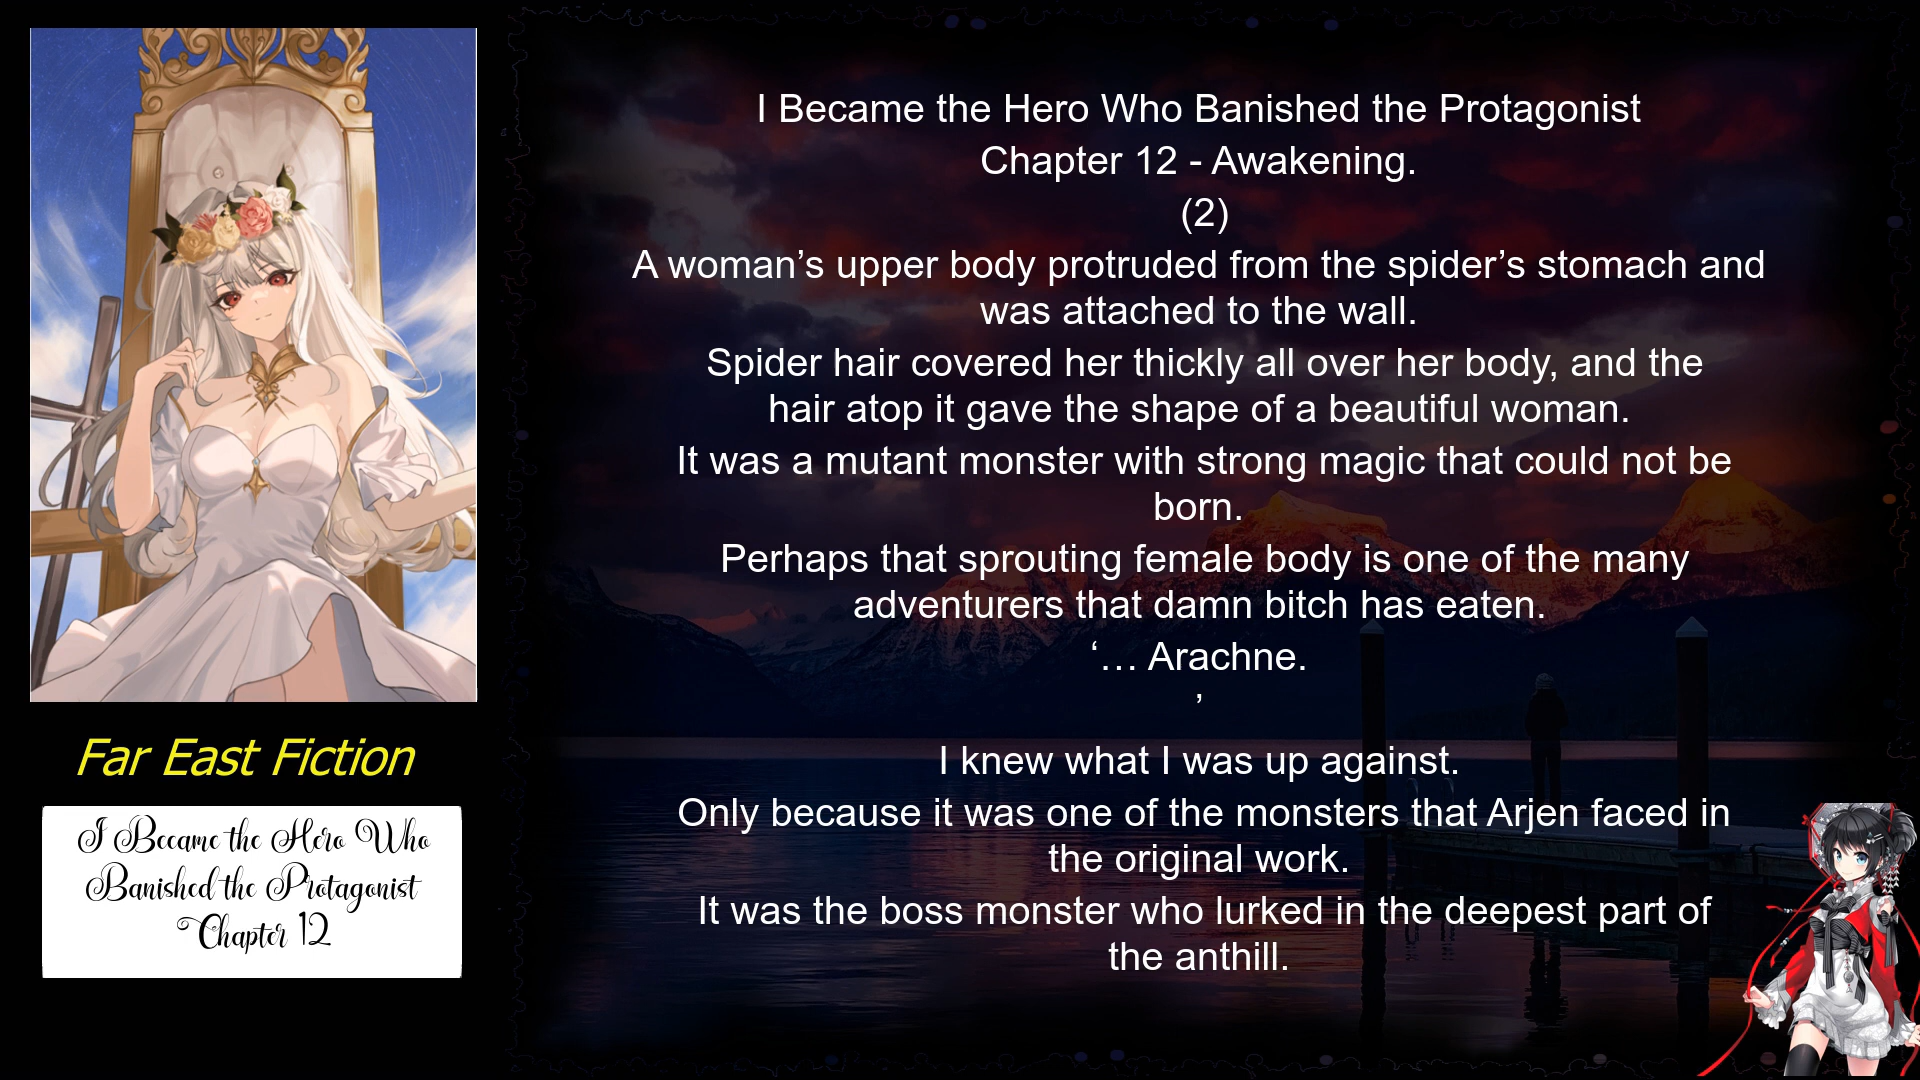 I Became the Hero Who Banished the Protagonist
Chapter 12 - Awakening.
(2)
A woman’s upper body protruded from the spider’s stomach and
was attached to the wall.
Spider hair covered her thickly all over her body, and the
hair atop it gave the shape of a beautiful woman.
It was a mutant monster with strong magic that could not be
born.
Perhaps that sprouting female body is one of the many
adventurers that damn bitch has eaten.
‘… Arachne.
’
I knew what I was up against.
Only because it was one of the monsters that Arjen faced in
the original work.
It was the boss monster who lurked in the deepest part of
the anthill.
Far East Fiction
I Became the Hero Who
Banished the Protagonist
Chapter 12